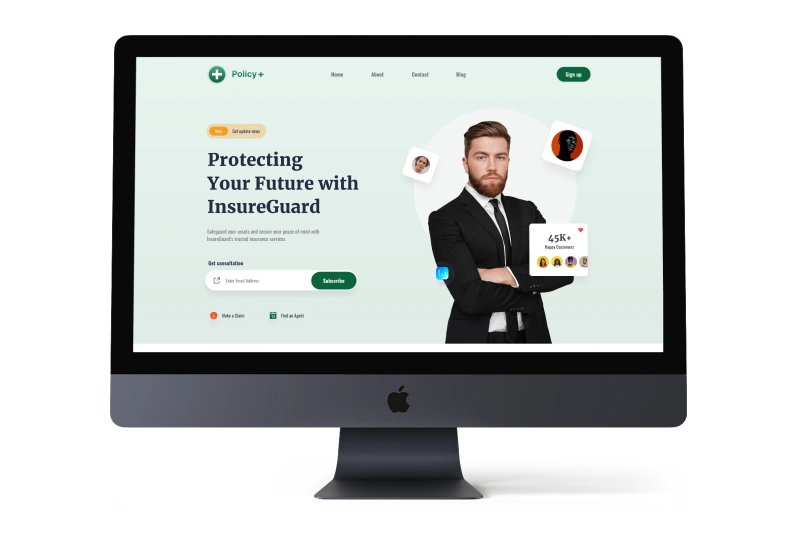 Policy+
Home
About
Contact
Blog
Sign up
New
Get update news
Protecting
Your Future with
InsureGuard
Safeguard your assets and secure your peace of mind with
InsureGuard's trusted insurance services.
Get consultation
Enter Email Address
Subscribe
Make a Claim
Find an Agent
45K+
Happy Customers